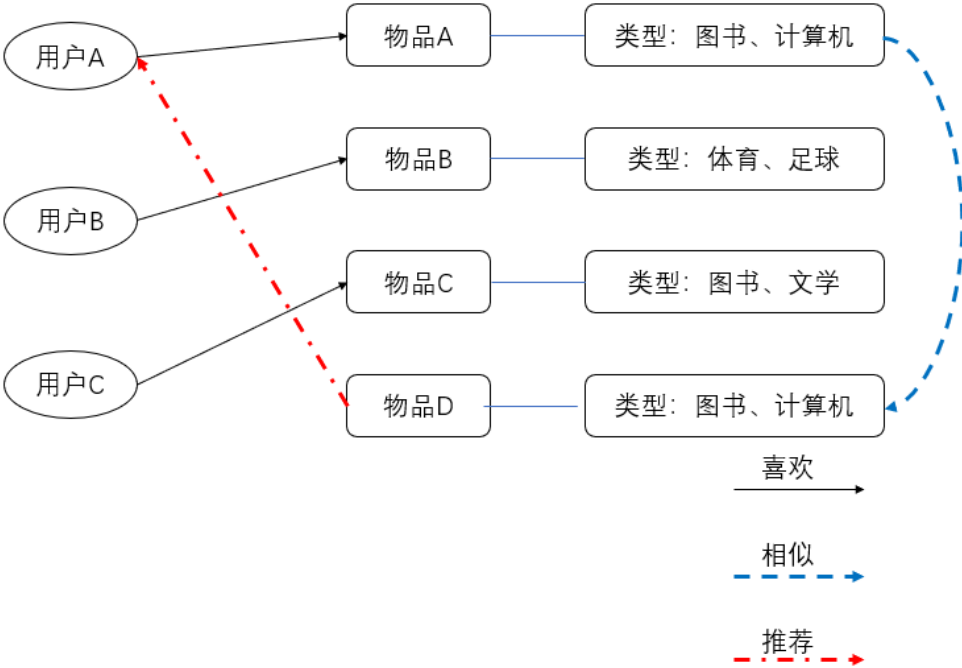 用户A
物品A
类型：图书、计算机
用户B
物品B
类型：体育、足球
用户C
物品C
类型：图书、文学
物品D
类型：图书、计算机
喜欢
相似
推荐